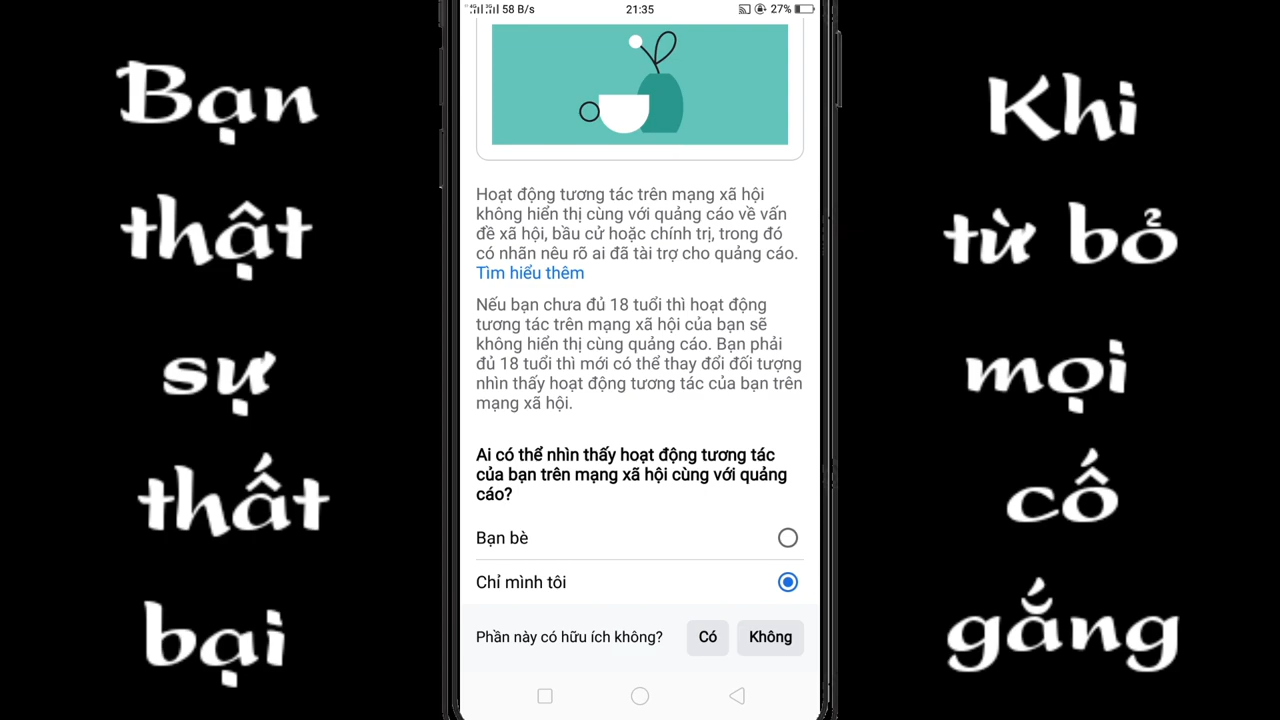 Bạn
thật
sự
thất
bại
4G 3G 58 B/s
21:35
27%
Hoạt động tương tác trên mạng xã hội
không hiển thị cùng với quảng cáo về vấn
đề xã hội, bầu cử hoặc chính trị, trong đó
có nhãn nêu rõ ai đã tài trợ cho quảng cáo.
Tìm hiểu thêm
Nếu bạn chưa đủ 18 tuổi thì hoạt động
tương tác trên mạng xã hội của bạn sẽ
không hiển thị cùng quảng cáo. Bạn phải
đủ 18 tuổi thì mới có thể thay đổi đối tượng
nhìn thấy hoạt động tương tác của bạn trên
mạng xã hội.
Ai có thể nhìn thấy hoạt động tương tác
của bạn trên mạng xã hội cùng với quảng
cáo?
Bạn bè
Chỉ mình tôi
Phần này có hữu ích không?
Có
Không
Khi
từ bỏ
mọi
cố
gắng